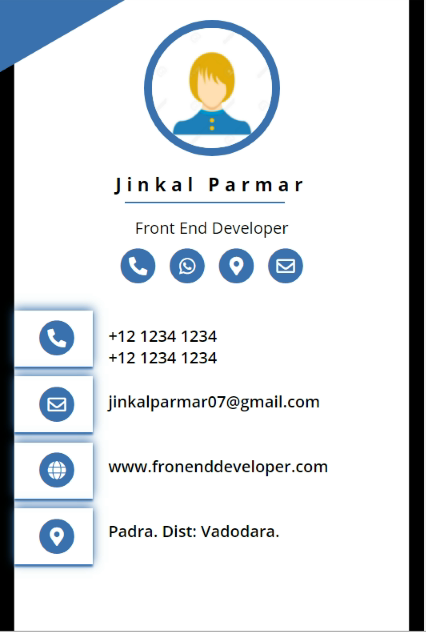 Jinkal Parmar
Front End Developer
+12 1234 1234
+12 1234 1234
jinkalparmar07@gmail.com
www.fronenddeveloper.com
Padra. Dist: Vadodara.